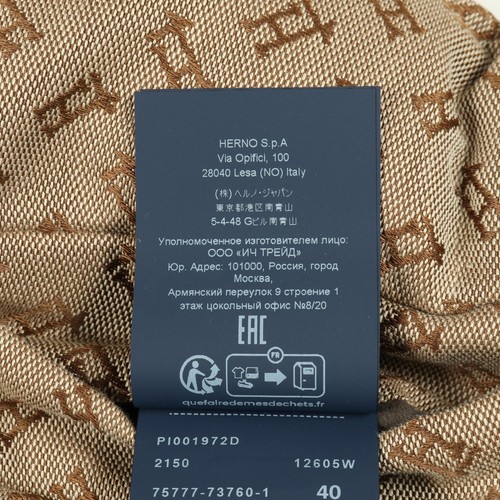 HERNO S.p.A
Via Opifici, 100
28040 Lesa (NO) Italy
(株) ヘルノ・ジャパン
東京都港区南青山
5-4-48 Gビル南青山
Уполномоченное изготовителем лицо:
ООО «ИЧ ТРЕЙД»
Юр. Адрес: 101000, Россия, город
Москва,
Армянский переулок 9 строение 1
этаж цокольный офис №8/20
EAC
FR
quefairedemesdechets.fr
PI001972D
2150 12605W
75777-73760-1 40